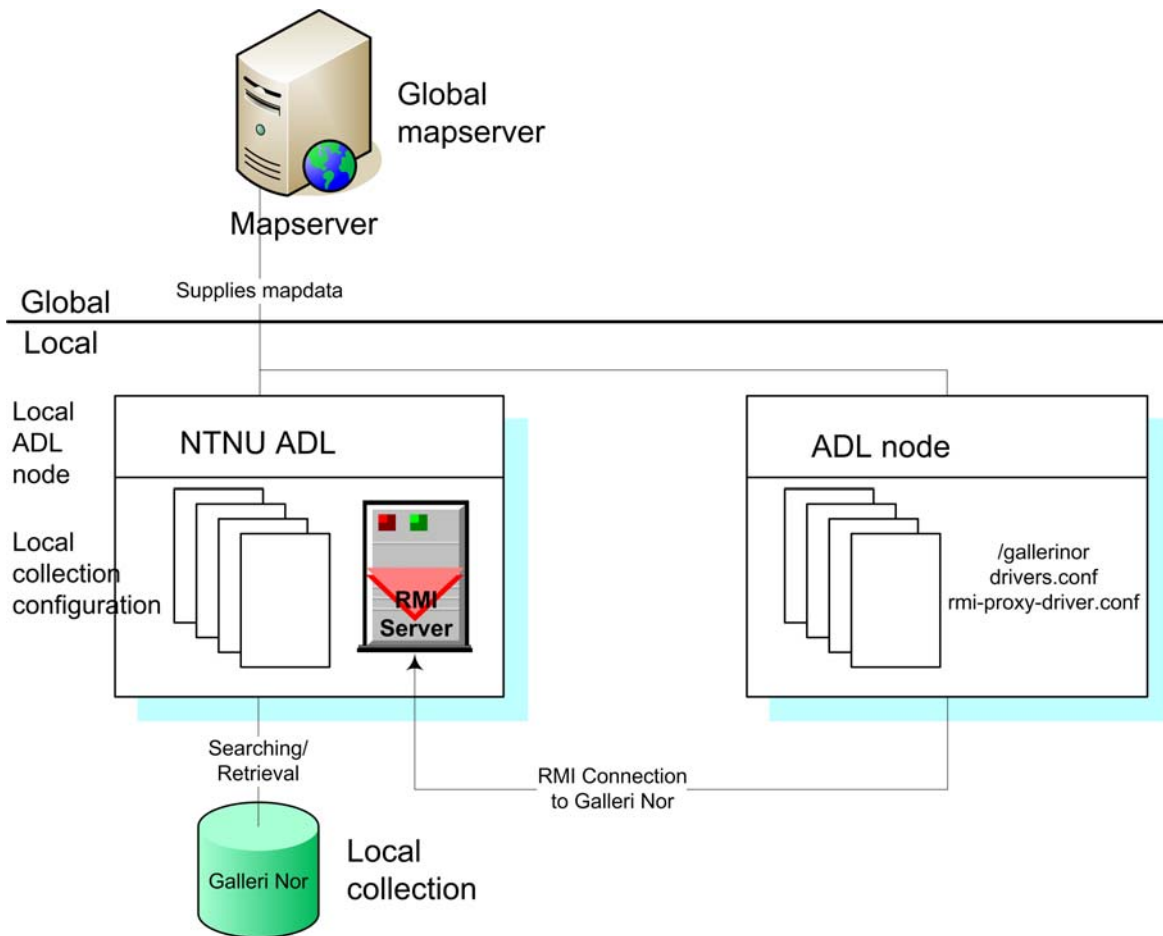 Global
mapserver
Mapserver
Supplies mapdata
Global
Local
Local
ADL
node
NTNU ADL
ADL node
Local
collection
configuration
RMI
Server
/gallerinor
drivers.conf
rmi-proxy-driver.conf
Searching/
Retrieval
RMI Connection
to Galleri Nor
Galleri Nor
Local
collection